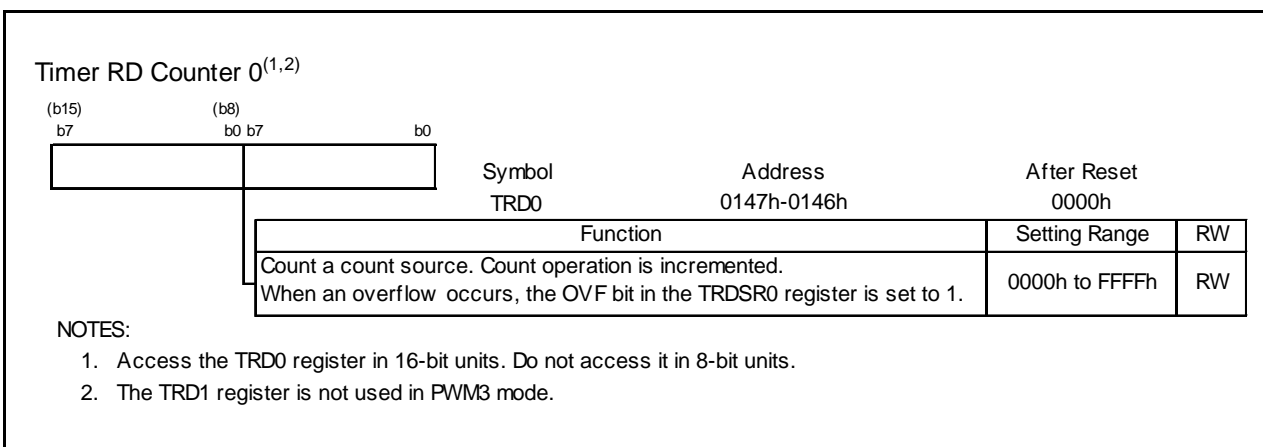 Timer RD Counter 0(1,2)
(b15) (b8)
b7 b0 b7 b0
Symbol Address After Reset
TRD0 0147h-0146h 0000h
Function Setting Range RW
Count a count source. Count operation is incremented.
When an overflow occurs, the OVF bit in the TRDSR0 register is set to 1.
0000h to FFFFh RW
NOTES:
1. Access the TRD0 register in 16-bit units. Do not access it in 8-bit units.
2. The TRD1 register is not used in PWM3 mode.